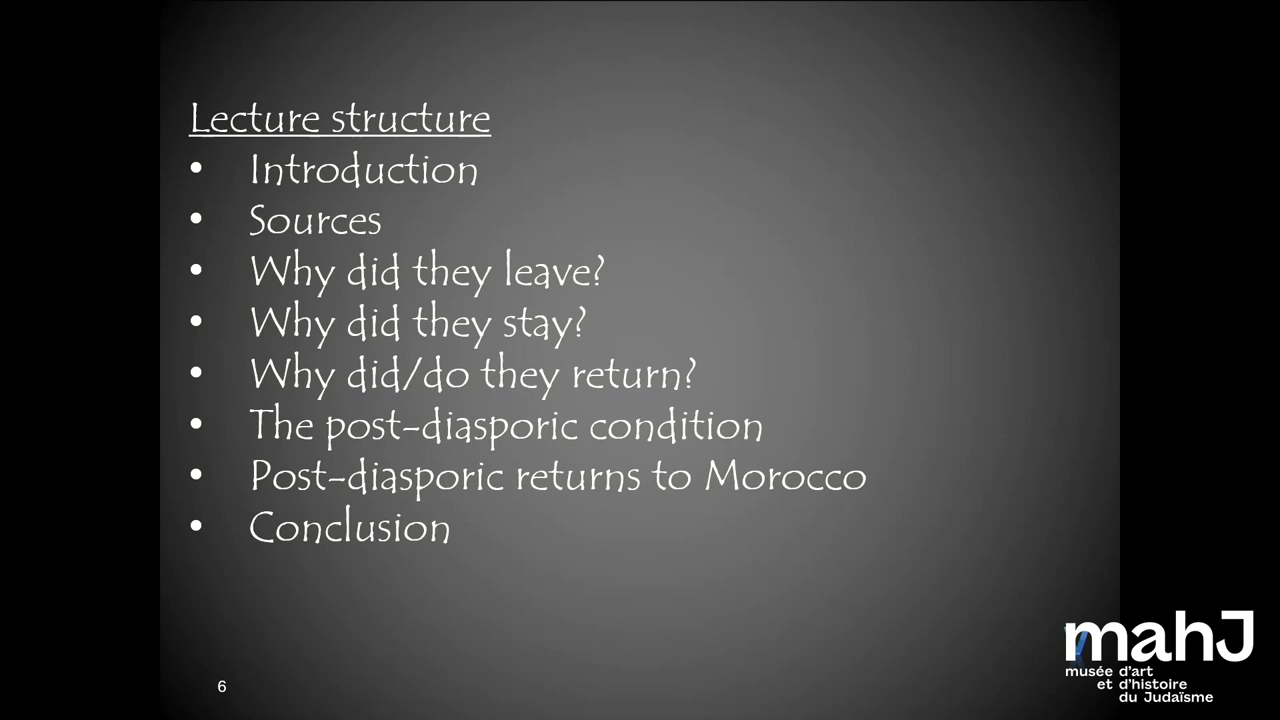 Lecture structure
• Introduction
• Sources
• Why did they leave?
• Why did they stay?
• Why did/do they return?
• The post-diasporic condition
• Post-diasporic returns to Morocco
• Conclusion
6
mahJ
musée d'art
et d'histoire
du Judaïsme